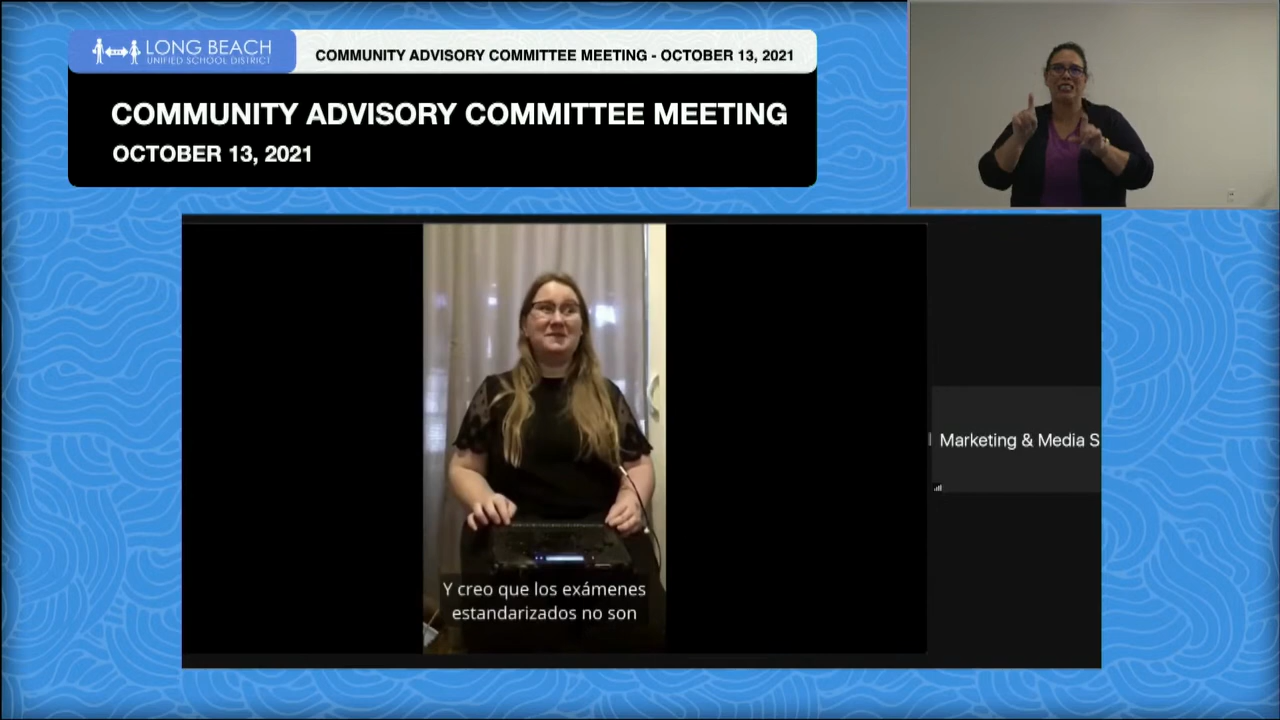 LONG BEACH
UNIFIED SCHOOL DISTRICT
COMMUNITY ADVISORY COMMITTEE MEETING - OCTOBER 13, 2021
COMMUNITY ADVISORY COMMITTEE MEETING
OCTOBER 13, 2021
Marketing & Media S
Y creo que los exámenes
estandarizados no son